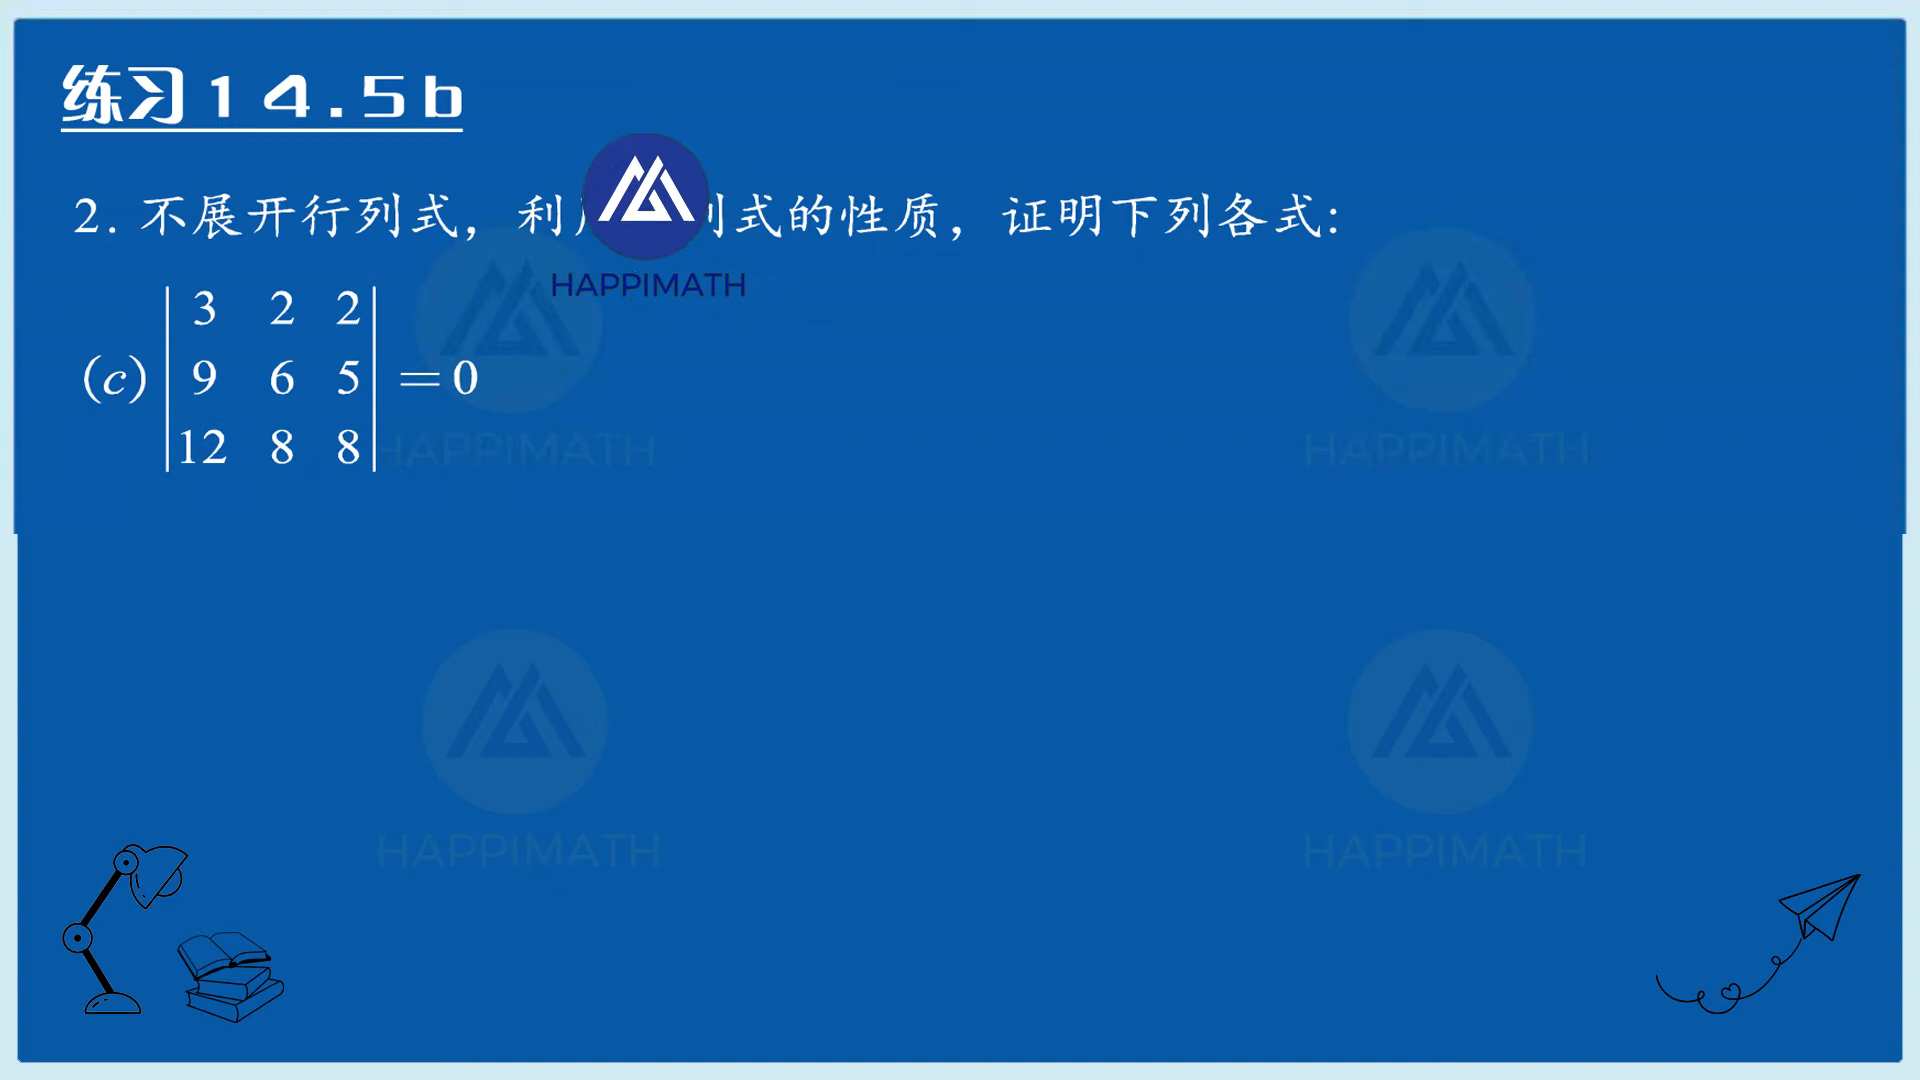 练习14.5b
2. 不展开行列式，利 列式的性质，证明下列各式:
HAPPIMATH
3 2 2
(c) 9 6 5 = 0
12 8 8
HAPPIMATH HAPPIMATH
HAPPIMATH HAPPIMATH